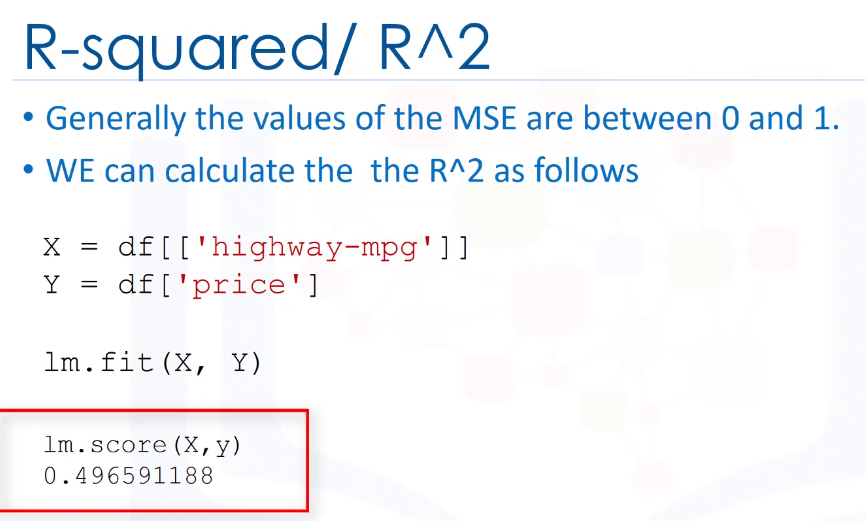 R-squared/ R^2
• Generally the values of the MSE are between 0 and 1.
• WE can calculate the  the R^2 as follows
X = df[['highway-mpg']]
Y = df['price']
lm.fit(X, Y)
lm.score(X,y)
0.496591188